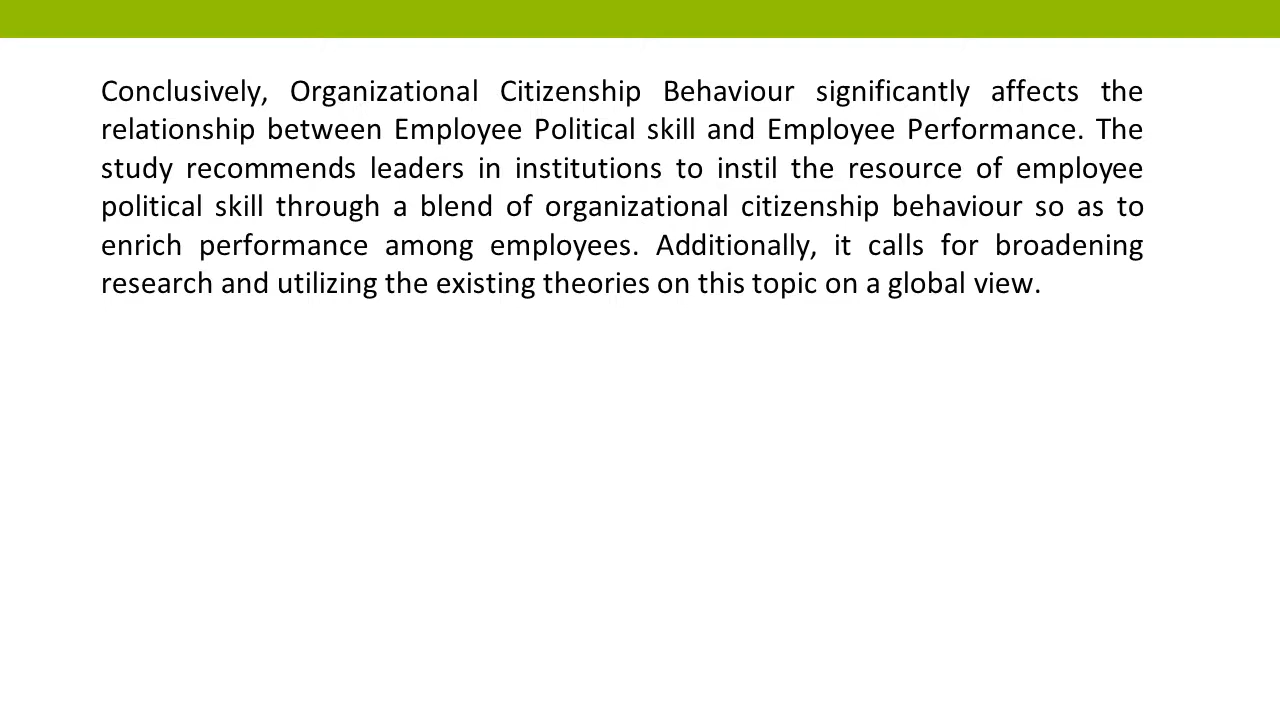 Conclusively, Organizational Citizenship Behaviour significantly affects the
relationship between Employee Political skill and Employee Performance. The
study recommends leaders in institutions to instil the resource of employee
political skill through a blend of organizational citizenship behaviour so as to
enrich performance among employees. Additionally, it calls for broadening
research and utilizing the existing theories on this topic on a global view.